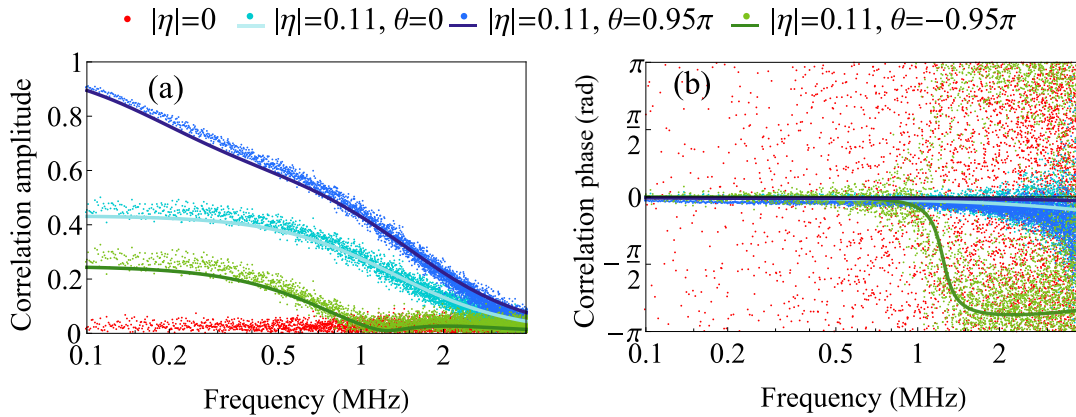 |η|=0 |η|=0.11, θ=0 |η|=0.11, θ=0.95π |η|=0.11, θ=−0.95π
(a)
Correlation amplitude
1
0.8
0.6
0.4
0.2
0
0.1 0.2 0.5 1 2
Frequency (MHz)
(b)
Correlation phase (rad)
π
π/2
0
−π/2
−π
0.1 0.2 0.5 1 2
Frequency (MHz)